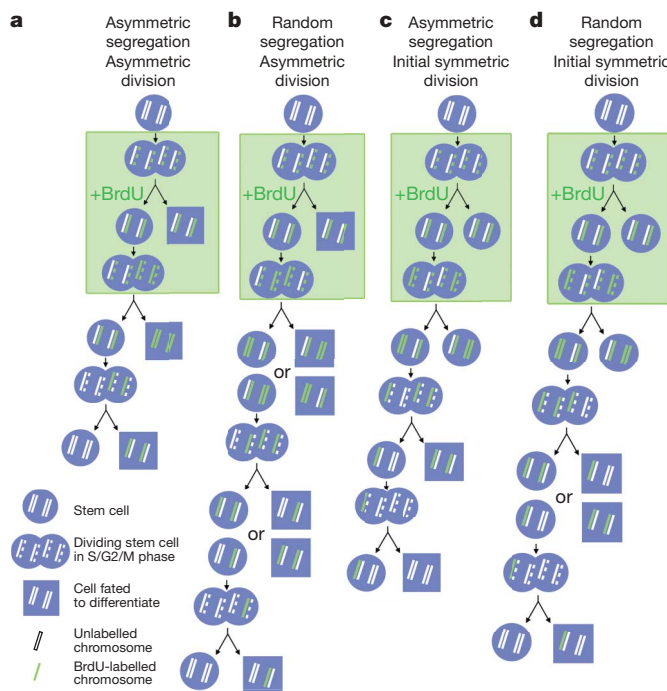 a
Asymmetric
segregation
Asymmetric
division
b
Random
segregation
Asymmetric
division
c
Asymmetric
segregation
Initial symmetric
division
d
Random
segregation
Initial symmetric
division
+BrdU
+BrdU
+BrdU
+BrdU
or
or
or
Stem cell
Dividing stem cell
in S/G2/M phase
Cell fated
to differentiate
Unlabelled
chromosome
BrdU-labelled
chromosome